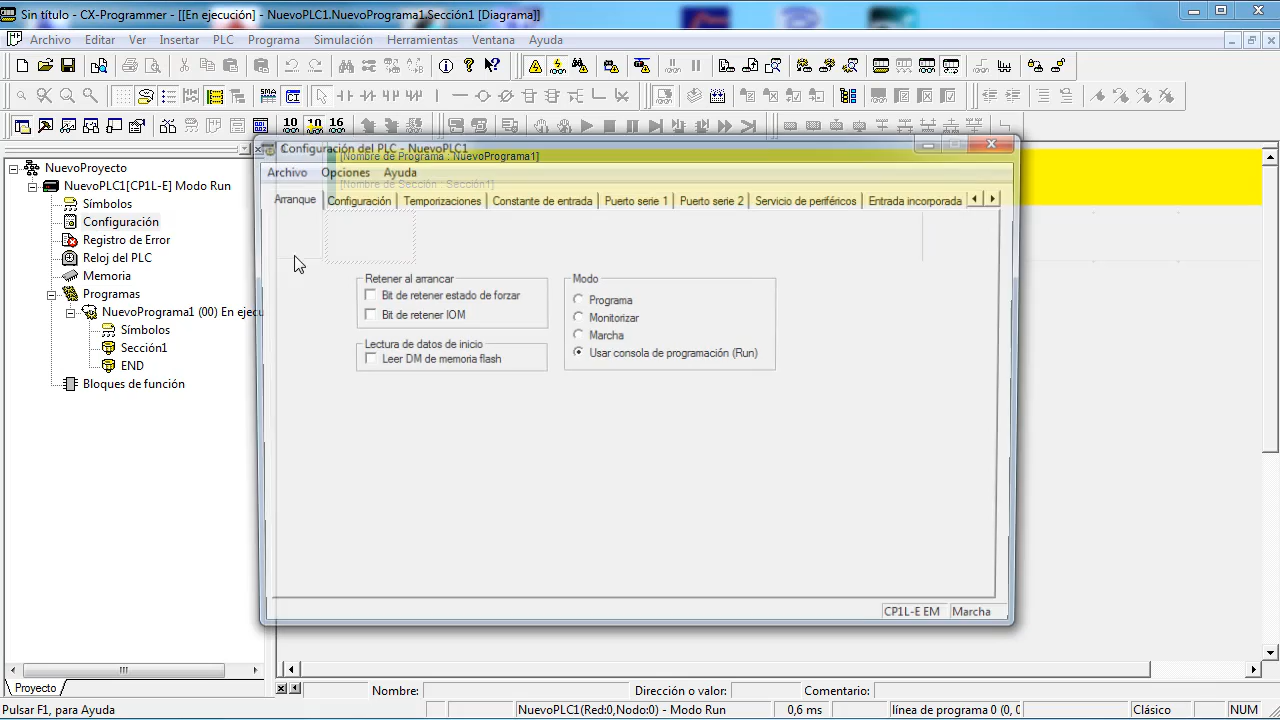 Sin título - CX-Programmer - [[En ejecución] - NuevoPLC1.NuevoPrograma1.Sección1 [Diagrama]]
Archivo Editar Ver Insertar PLC Programa Simulación Herramientas Ventana Ayuda
10 10 16
NuevoProyecto
NuevoPLC1[CP1L-E] Modo Run
Símbolos
Configuración
Registro de Error
Reloj del PLC
Memoria
Programas
NuevoPrograma1 (00) En ejecu
Símbolos
Sección1
END
Bloques de función
Proyecto
Configuración del PLC - NuevoPLC1
[Nombre de Programa : NuevoPrograma1]
Archivo Opciones Ayuda
[Nombre de Sección : Sección1]
Arranque Configuración Temporizaciones Constante de entrada Puerto serie 1 Puerto serie 2 Servicio de periféricos Entrada incorporada
Retener al arrancar
Bit de retener estado de forzar
Bit de retener IOM
Lectura de datos de inicio
Leer DM de memoria flash
Modo
Programa
Monitorizar
Marcha
Usar consola de programación (Run)
CP1L-E EM Marcha
Nombre: Dirección o valor: Comentario:
Pulsar F1, para Ayuda NuevoPLC1(Red:0,Nodo:0) - Modo Run 0,6 ms línea de programa 0 (0, 0 Clásico NUM